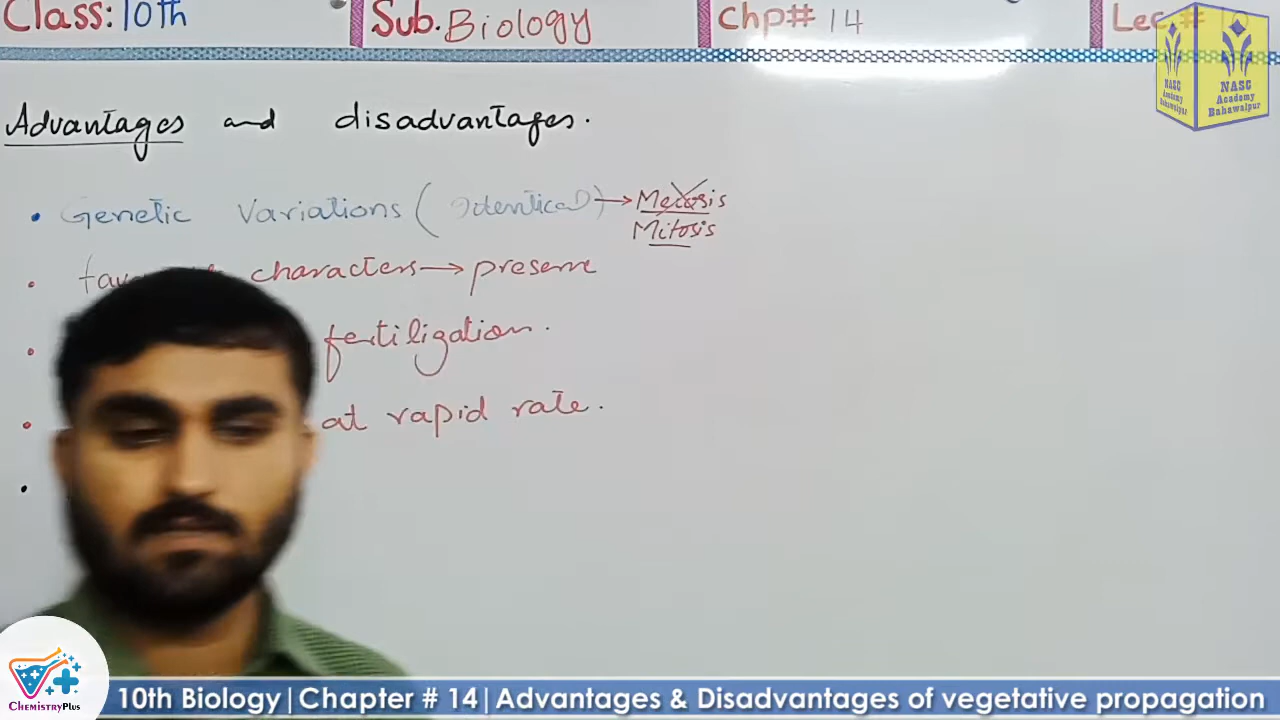 Class: 10th
Sub. Biology
Chp# 14
Lec. #
NASC
Academy
Bahawalpur
NASC
Academy
Bahawalpur
Advantages and disadvantages.
• Genetic Variations (Identical) → Meiosis
Mitosis
• characters → preserve
• fertilization.
• at rapid rate.
•
CHEMISTRYPLUS
10th Biology|Chapter # 14|Advantages & Disadvantages of vegetative propagation